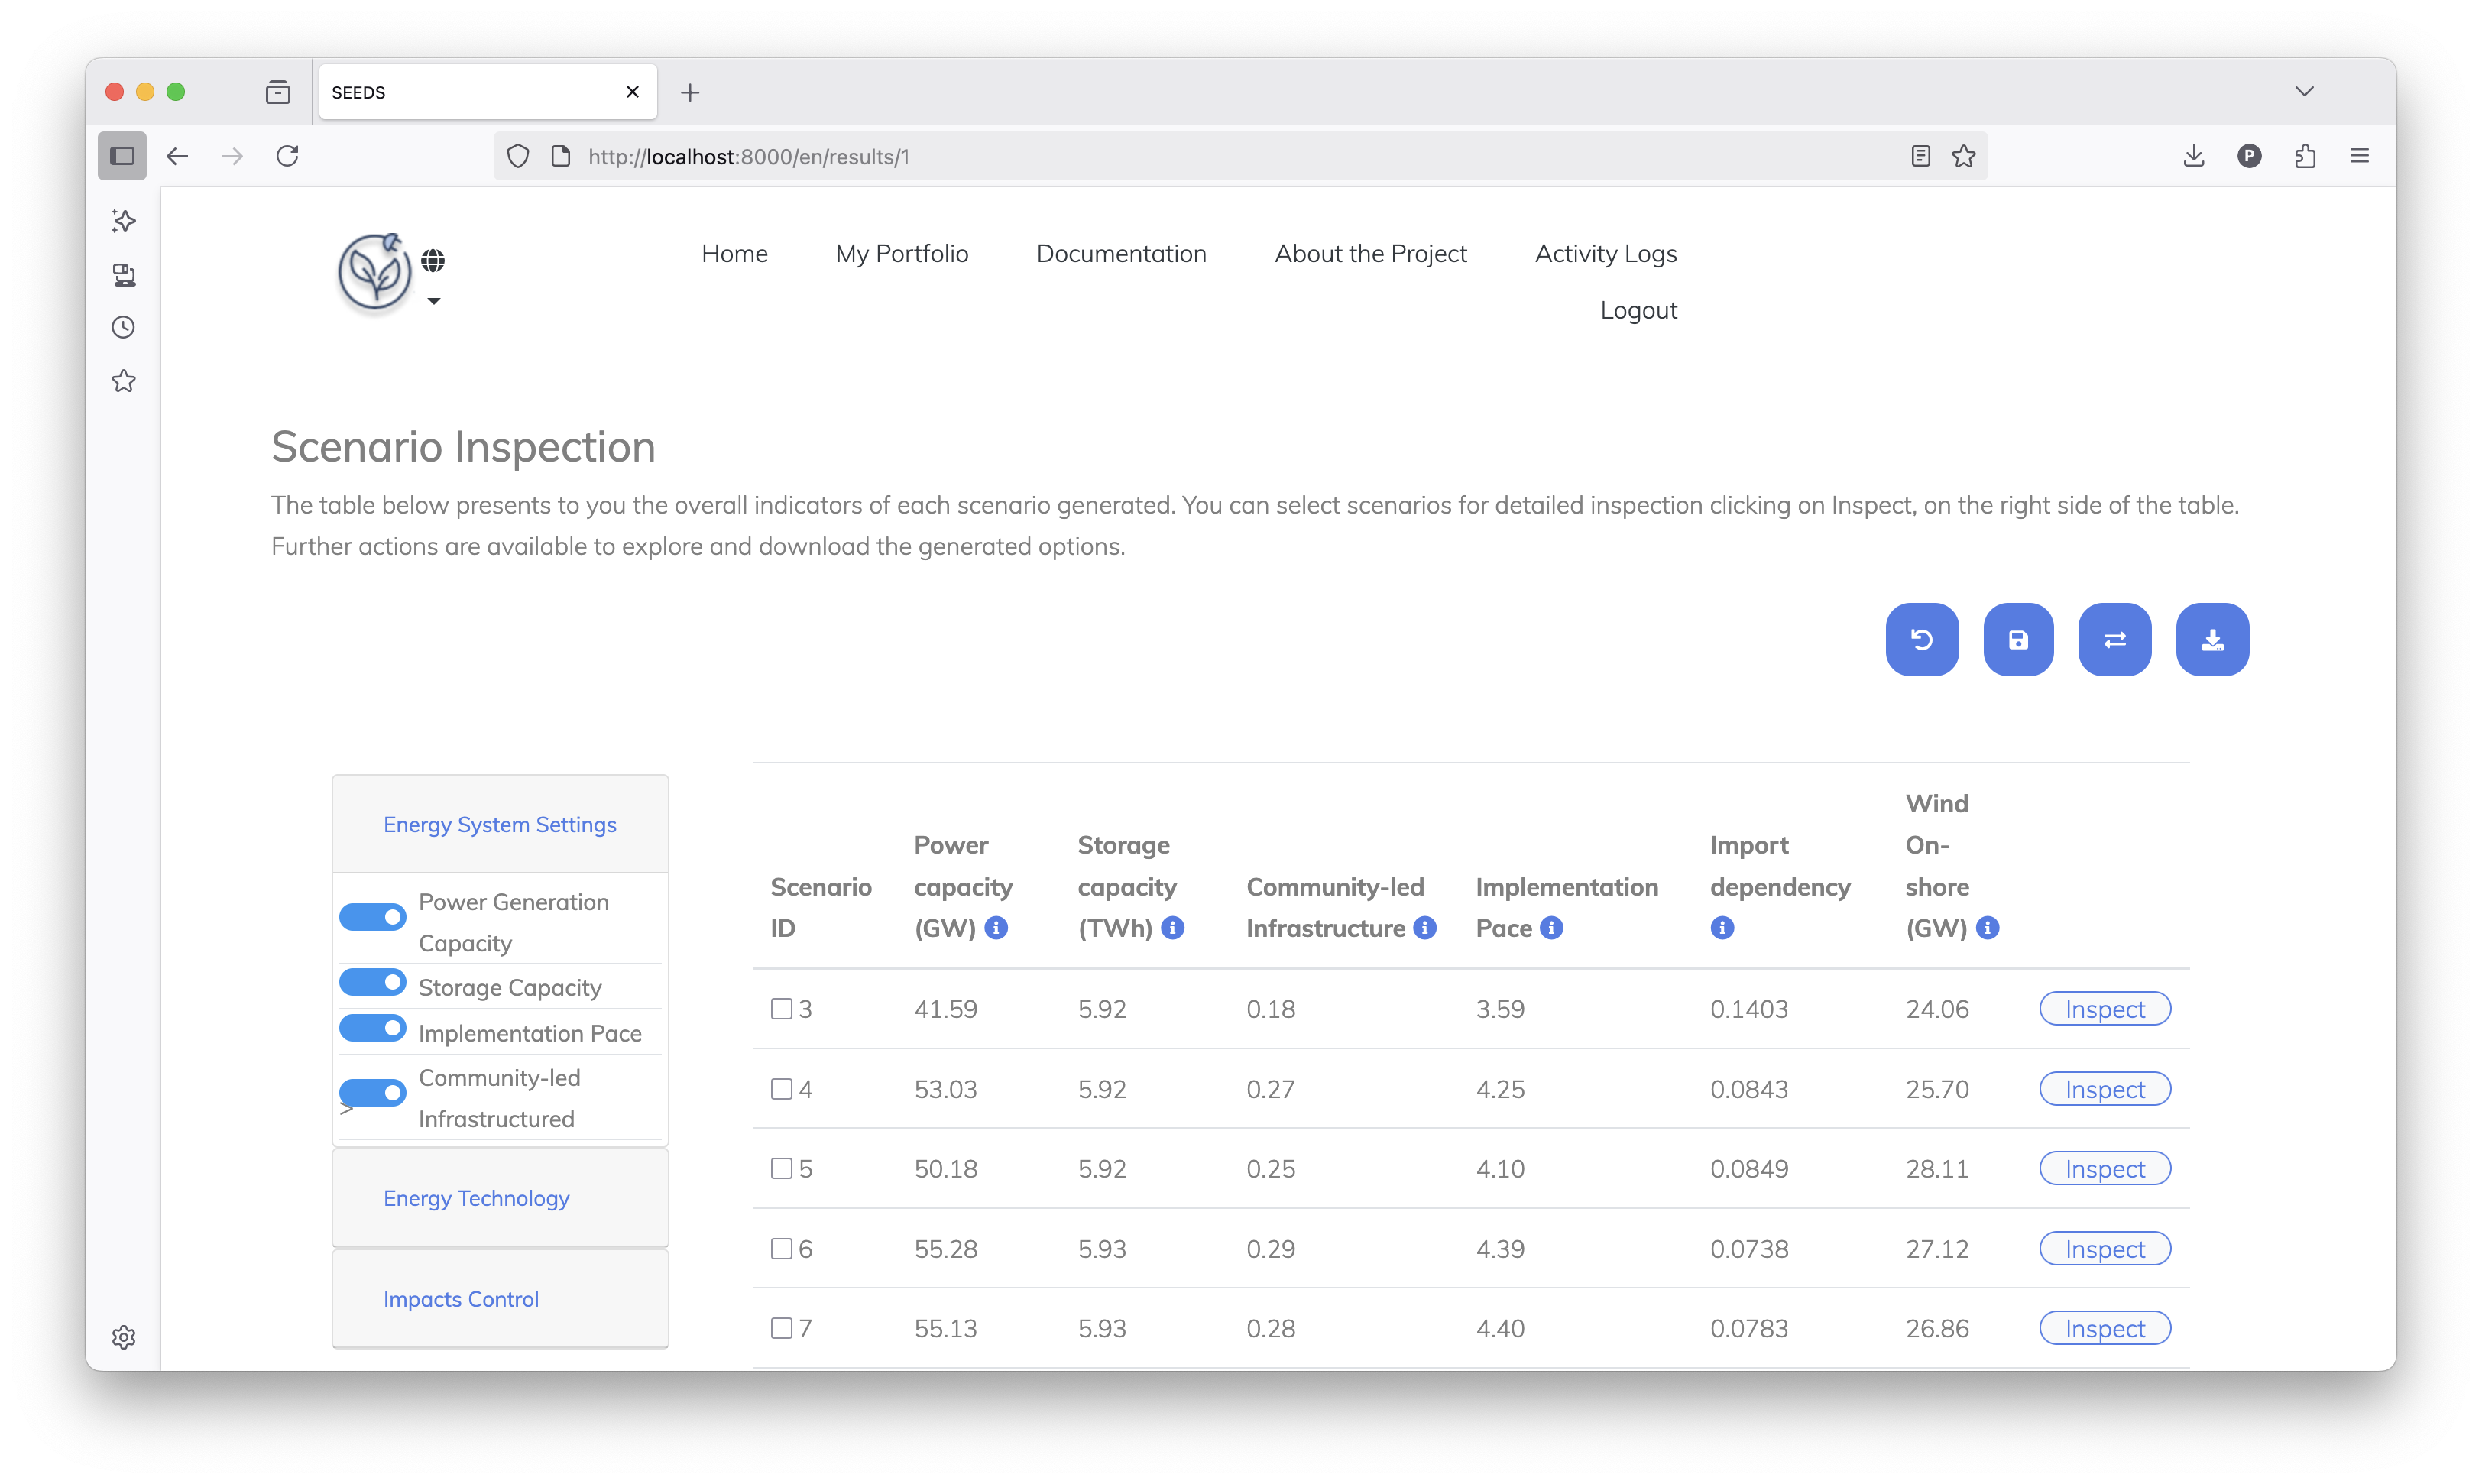 SEEDS
http://localhost:8000/en/results/1
P
Home My Portfolio Documentation About the Project Activity Logs
Logout
Scenario Inspection
The table below presents to you the overall indicators of each scenario generated. You can select scenarios for detailed inspection clicking on Inspect, on the right side of the table.
Further actions are available to explore and download the generated options.
Energy System Settings
Power Generation
Capacity
Storage Capacity
Implementation Pace
Community-led
>
Infrastructured
Energy Technology
Impacts Control
Scenario ID Power capacity (GW) Storage capacity (TWh) Community-led Infrastructure Implementation Pace Import dependency Wind On-shore (GW)
3 41.59 5.92 0.18 3.59 0.1403 24.06 Inspect
4 53.03 5.92 0.27 4.25 0.0843 25.70 Inspect
5 50.18 5.92 0.25 4.10 0.0849 28.11 Inspect
6 55.28 5.93 0.29 4.39 0.0738 27.12 Inspect
7 55.13 5.93 0.28 4.40 0.0783 26.86 Inspect